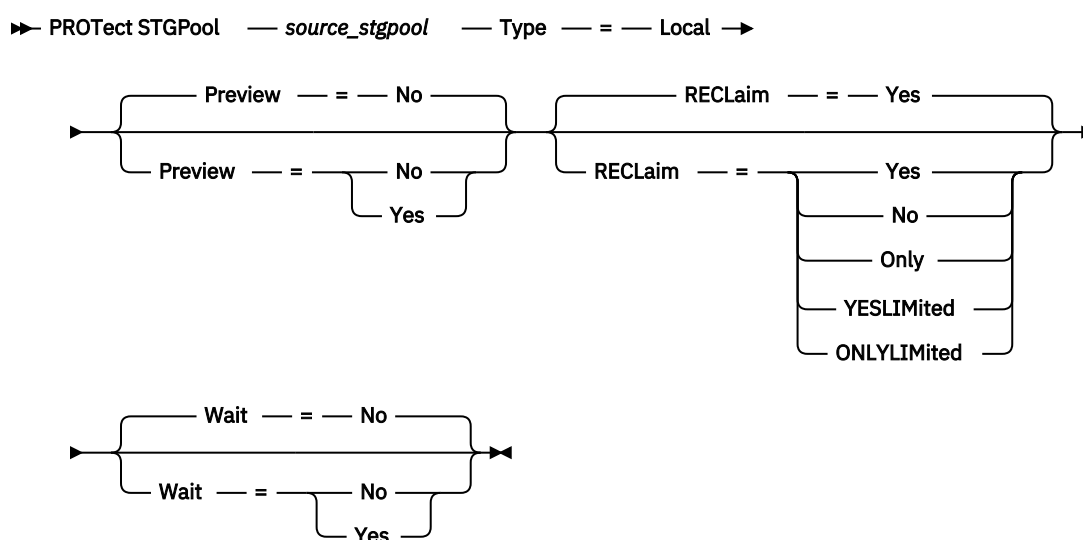 PROTect STGPool source_stgpool Type = Local
Preview = No RECLaim = Yes
Preview = No RECLaim = Yes
Yes No
Only
YESLIMited
ONLYLIMited
Wait = No
Wait = No
Yes